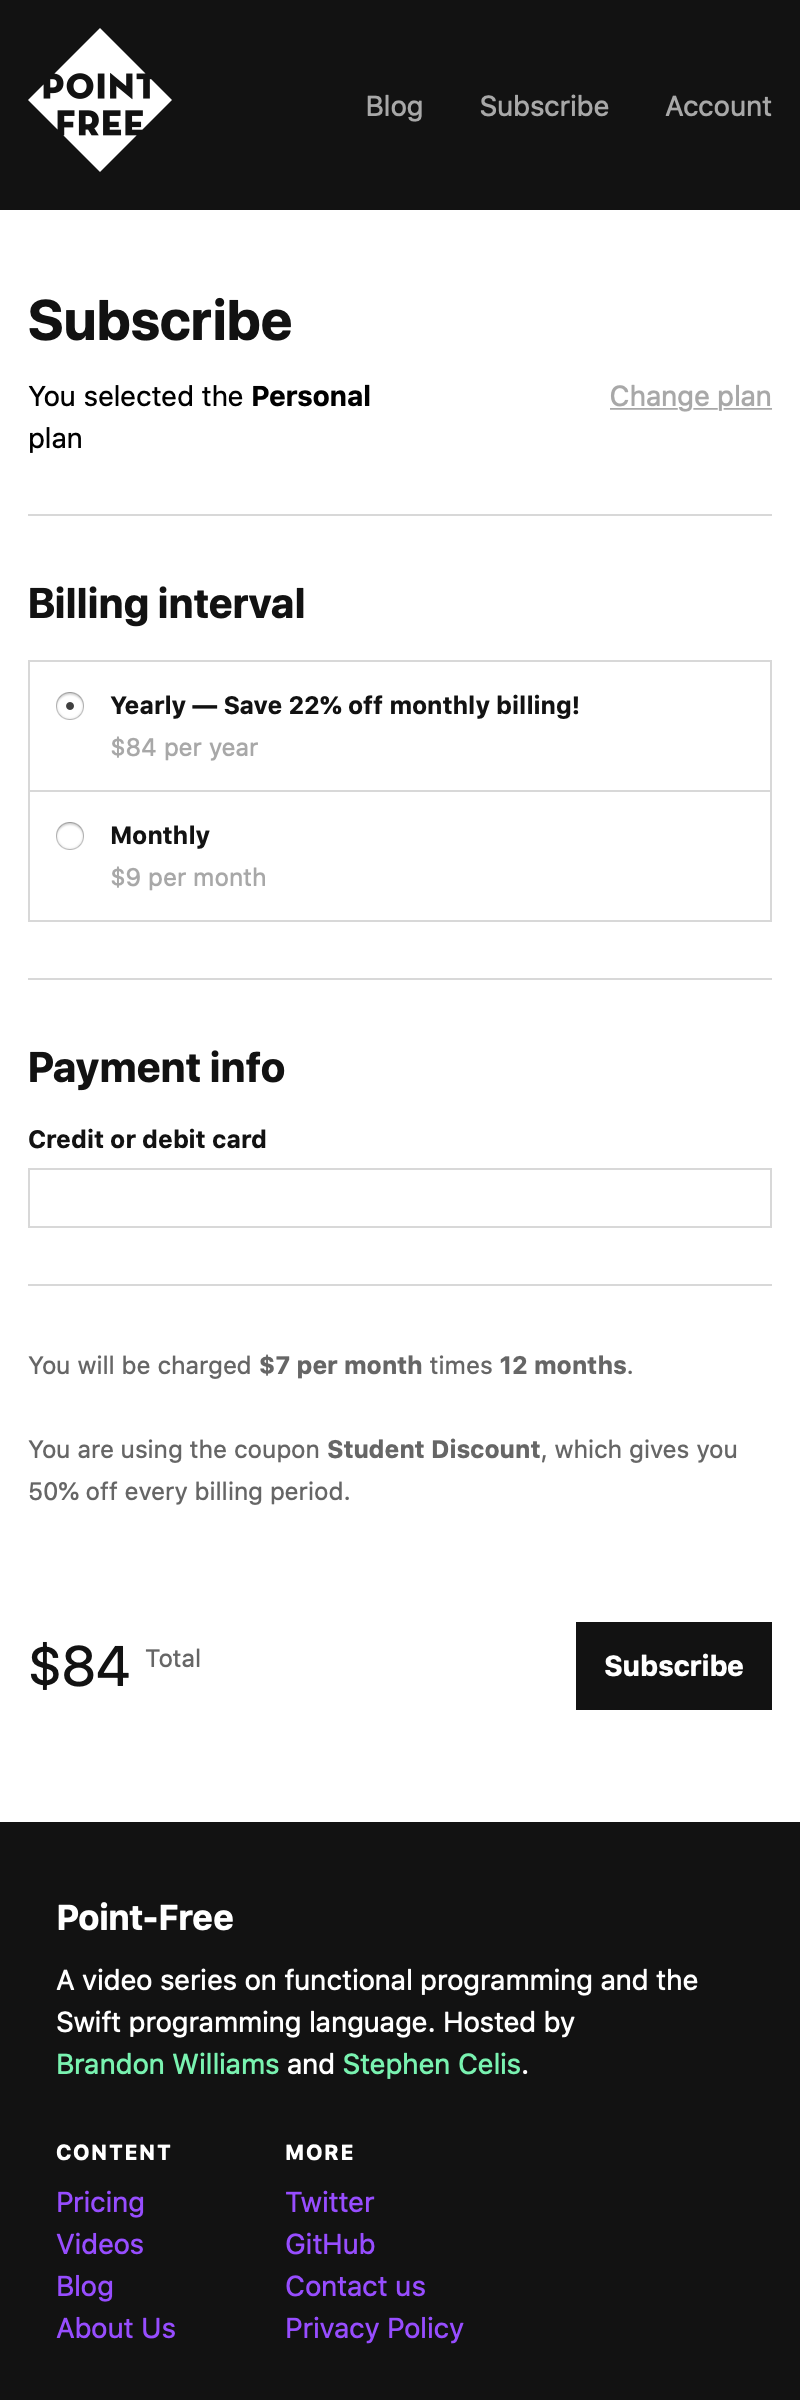 POINT
FREE
Blog Subscribe Account
Subscribe
You selected the Personal
plan
Change plan
Billing interval
Yearly — Save 22% off monthly billing!
$84 per year
Monthly
$9 per month
Payment info
Credit or debit card
You will be charged $7 per month times 12 months.
You are using the coupon Student Discount, which gives you
50% off every billing period.
$84 Total
Subscribe
Point-Free
A video series on functional programming and the
Swift programming language. Hosted by
Brandon Williams and Stephen Celis.
CONTENT
Pricing
Videos
Blog
About Us
MORE
Twitter
GitHub
Contact us
Privacy Policy